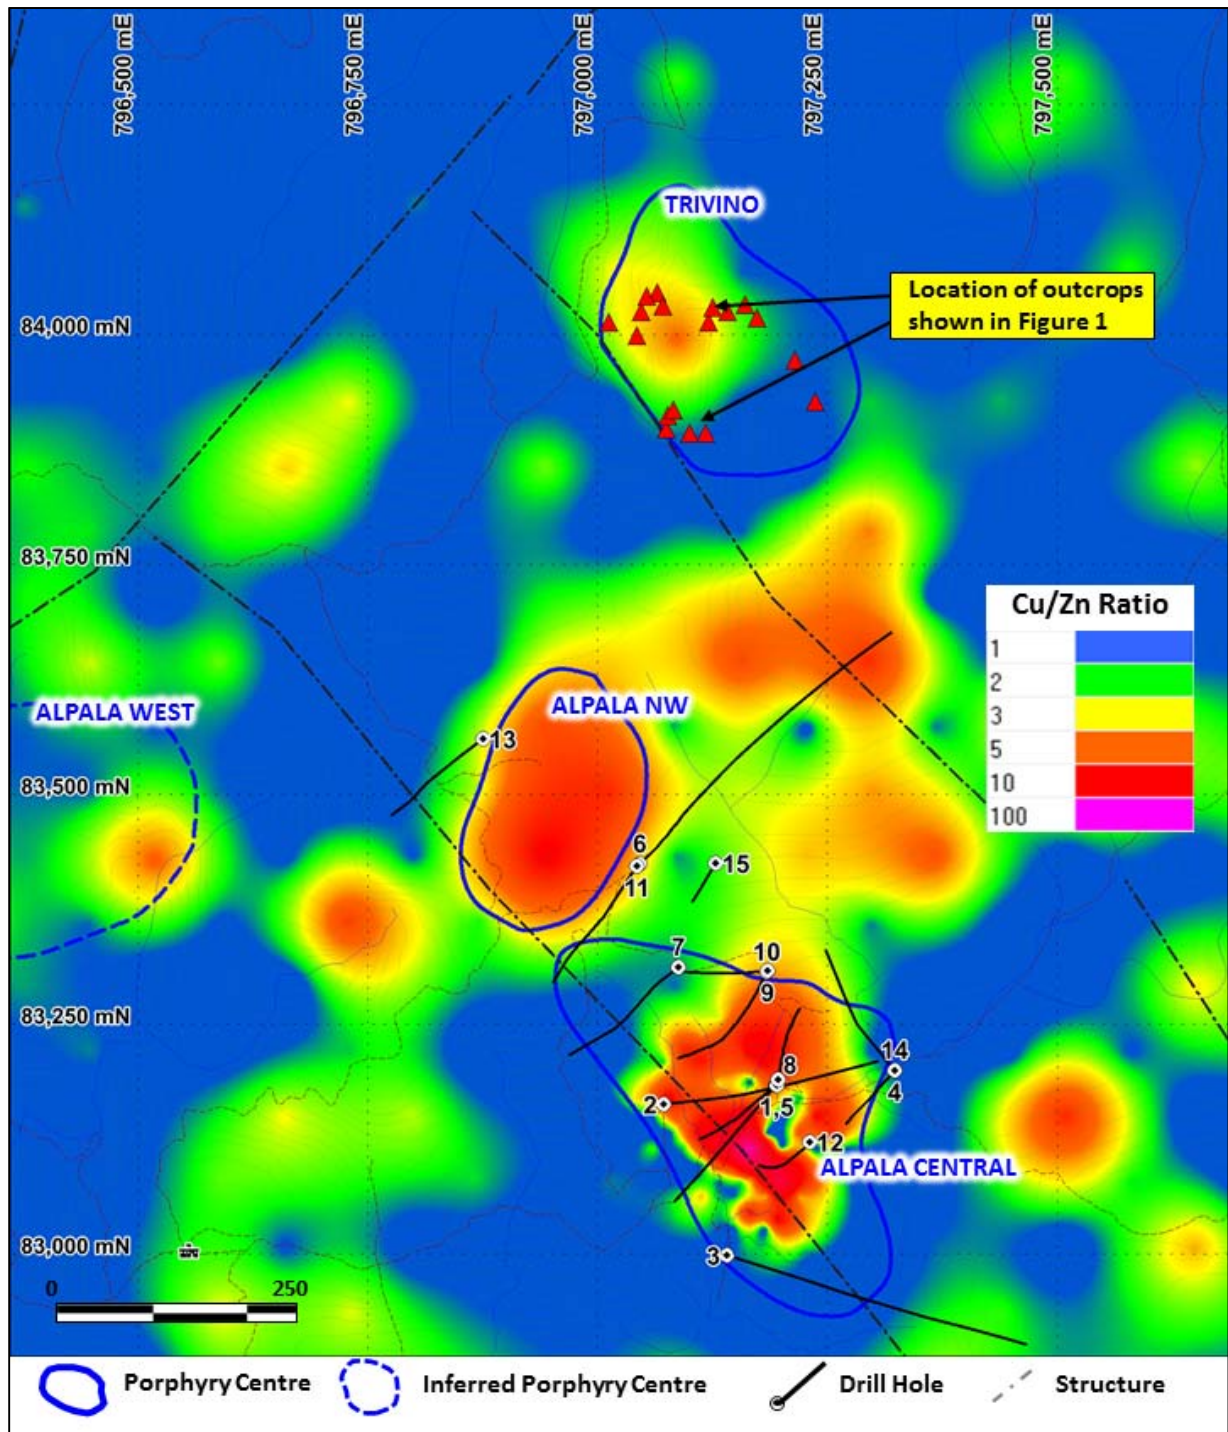 796,500 mE
796,750 mE
797,000 mE
797,250 mE
797,500 mE
TRIVINO
Location of outcrops
shown in Figure 1
84,000 mN
83,750 mN
Cu/Zn Ratio
1
2
3
5
10
100
ALPALA WEST
ALPALA NW
13
83,500 mN
6
11
15
7
10
9
83,250 mN
14
8
2
1,5
4
12
ALPALA CENTRAL
83,000 mN
3
0 250
Porphyry Centre
Inferred Porphyry Centre
Drill Hole
Structure